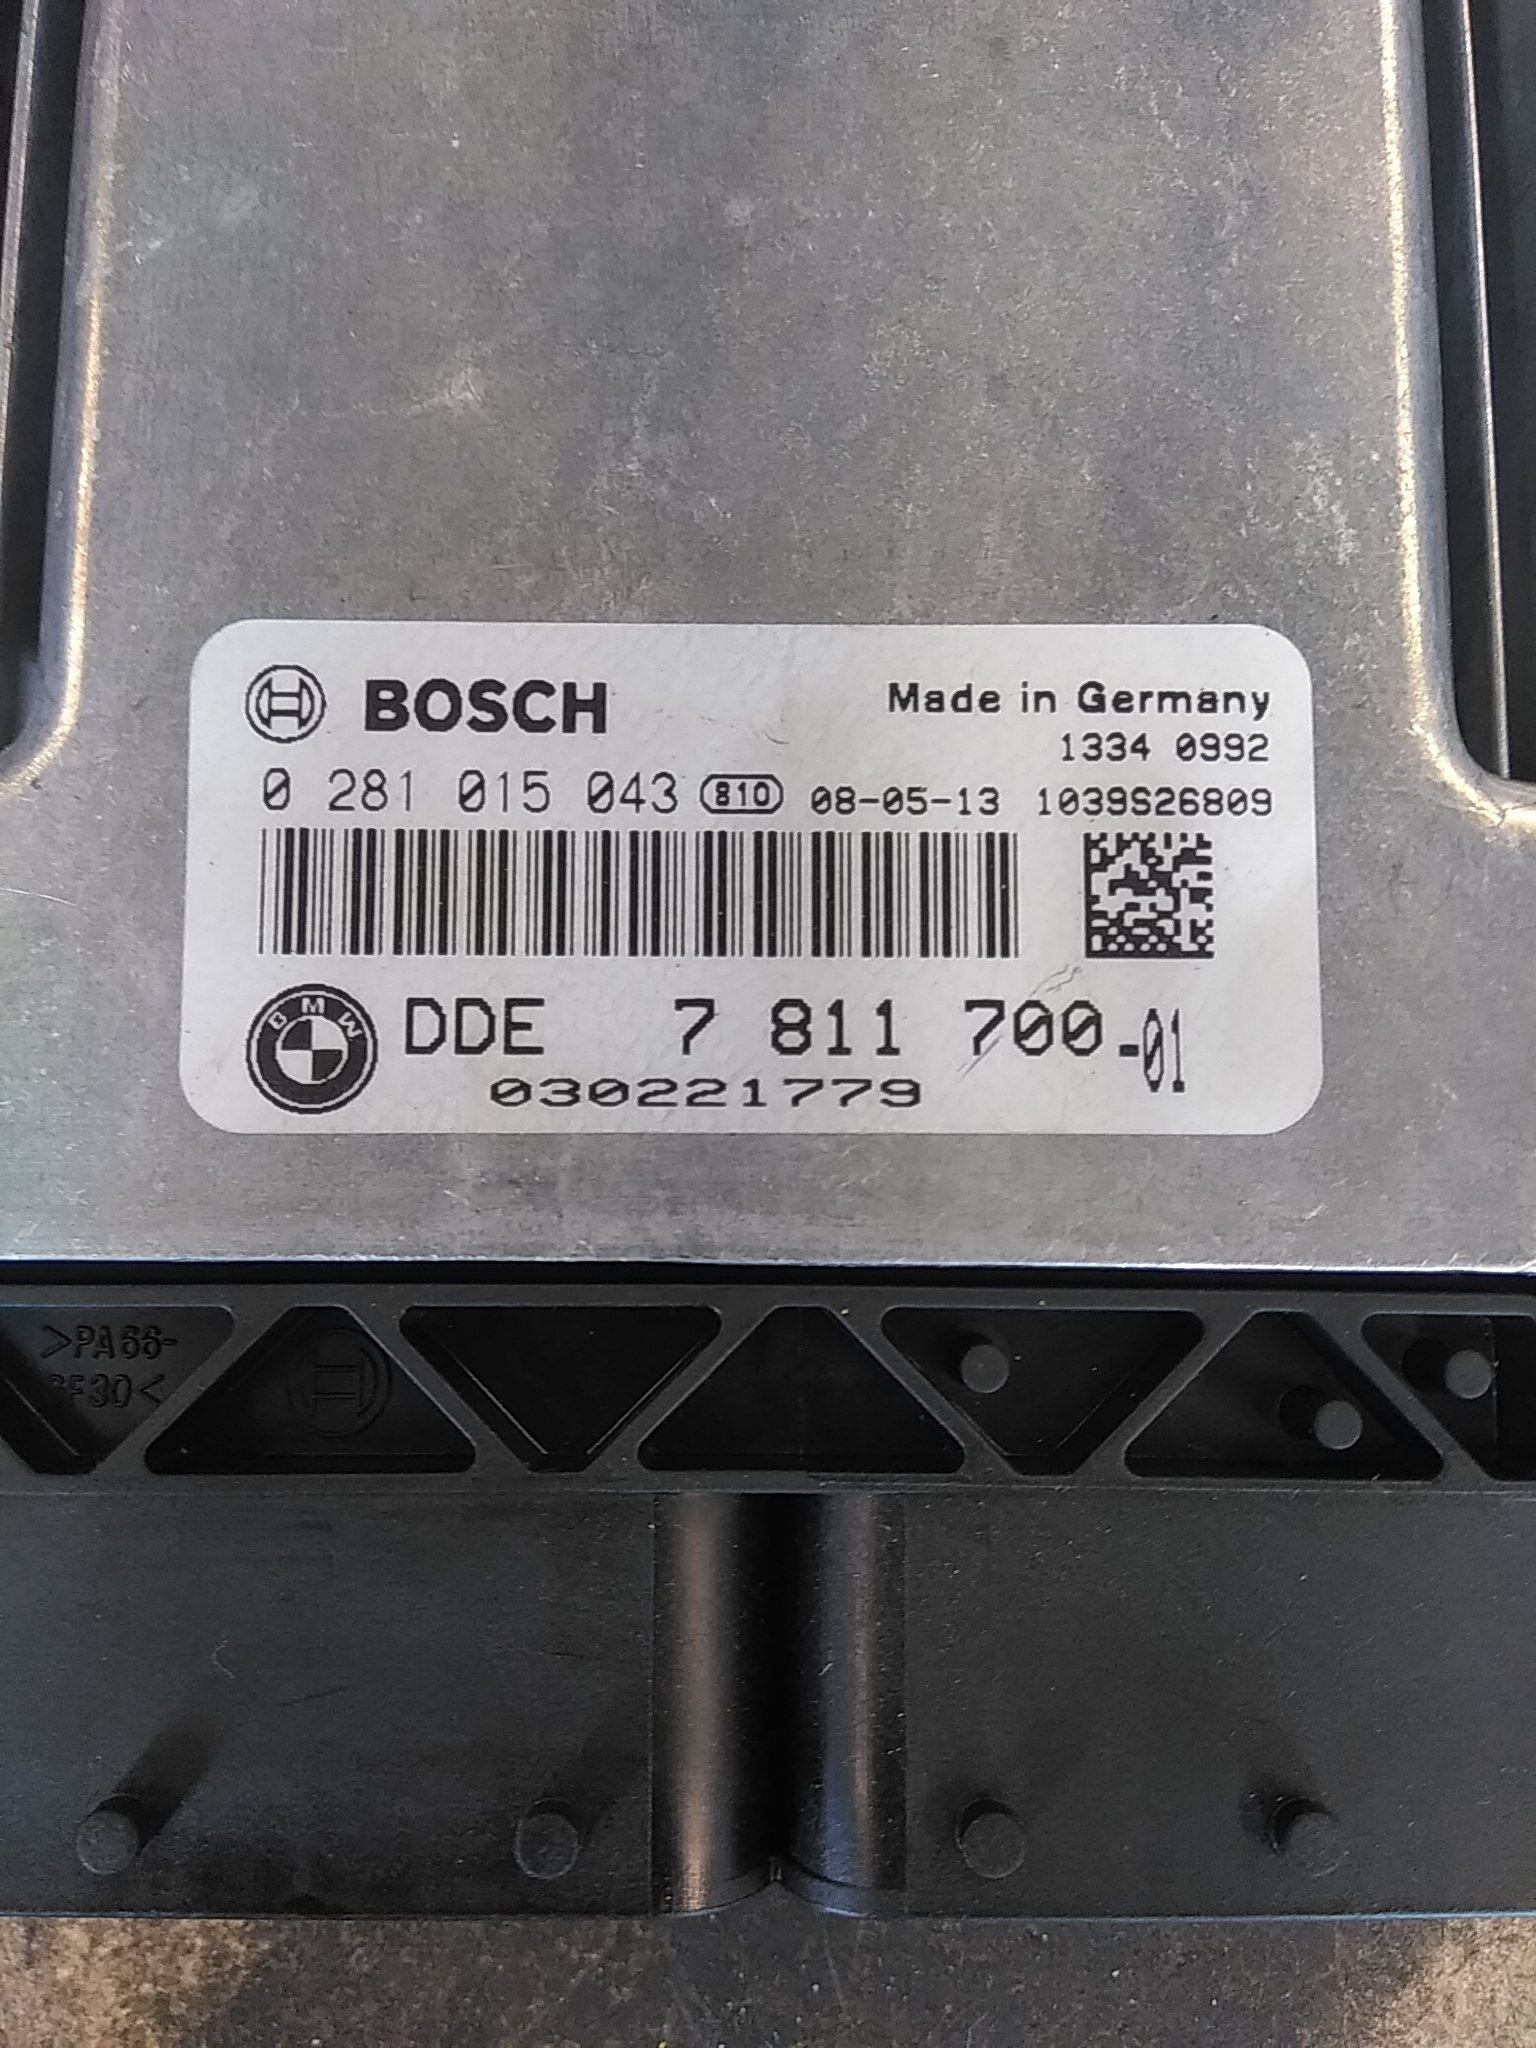 BOSCH
Made in Germany
1334 0992
0 281 015 043 810 08-05-13 1039S26809
BMW
DDE 7 811 700-01
030221779
>PA66-
GF30<